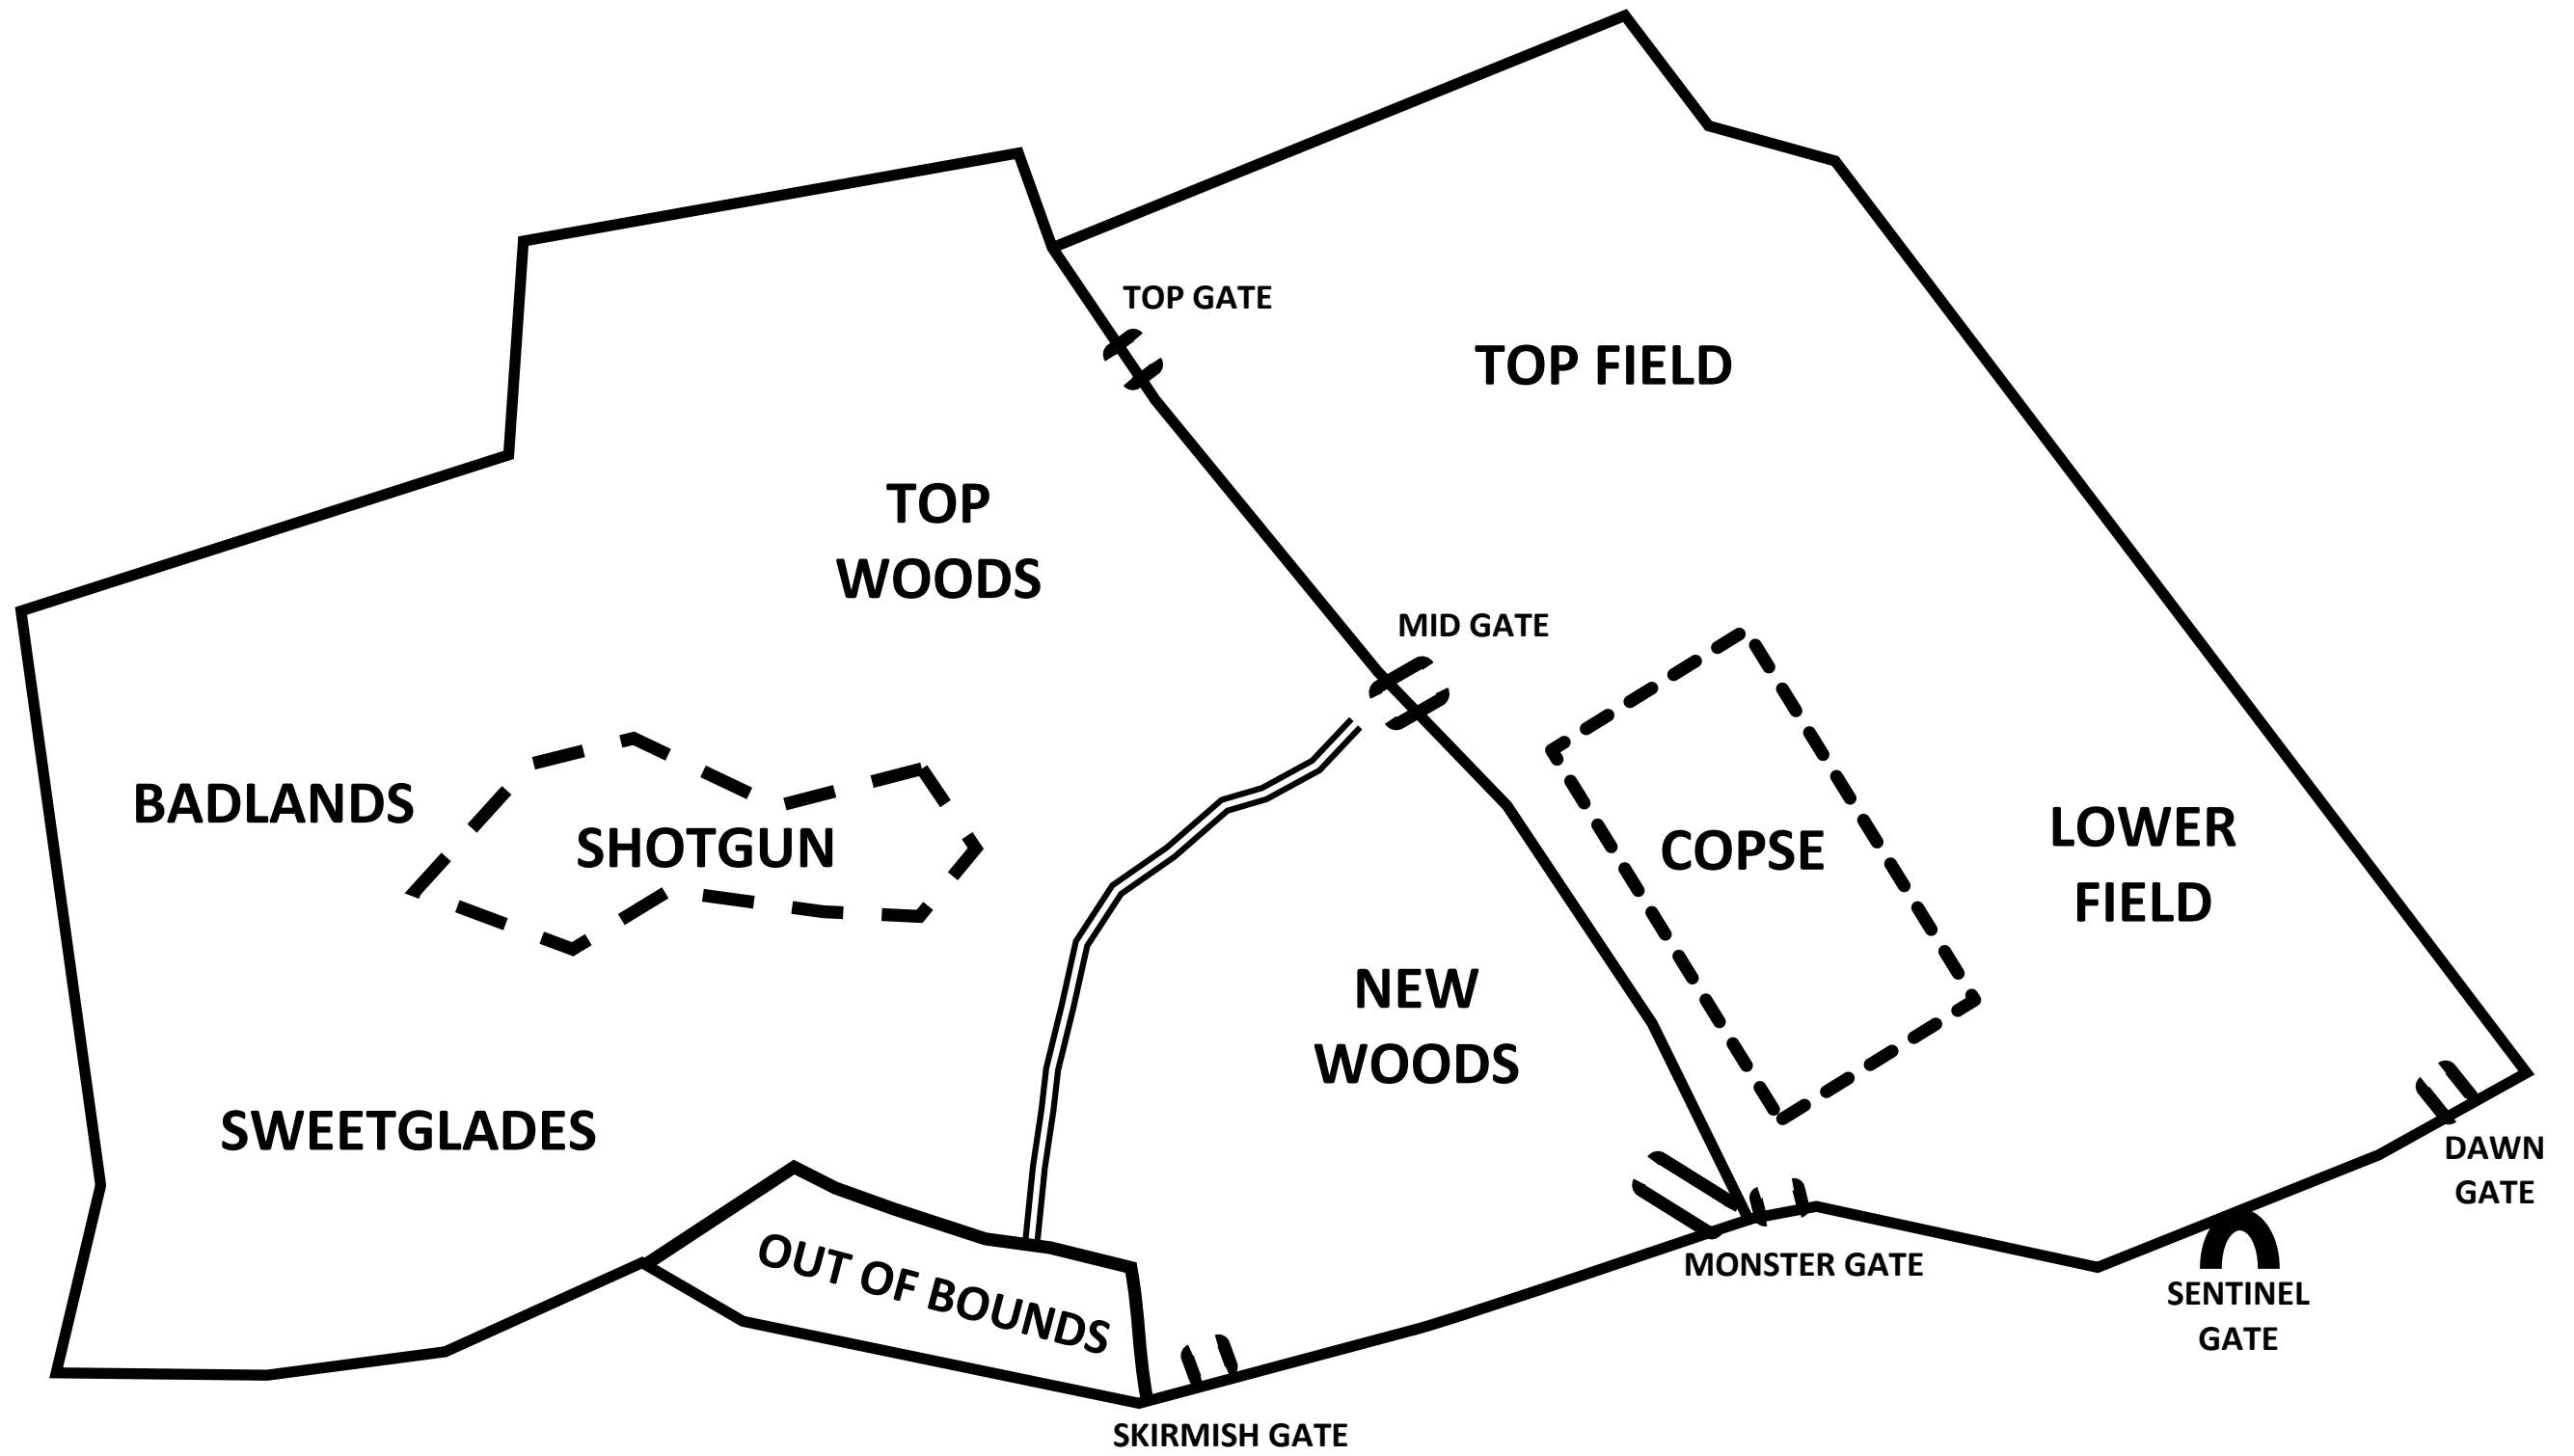 TOP GATE
TOP FIELD
TOP
WOODS
MID GATE
BADLANDS
SHOTGUN
COPSE
LOWER
FIELD
NEW
WOODS
SWEETGLADES
OUT OF BOUNDS
DAWN
GATE
MONSTER GATE
SENTINEL
GATE
SKIRMISH GATE